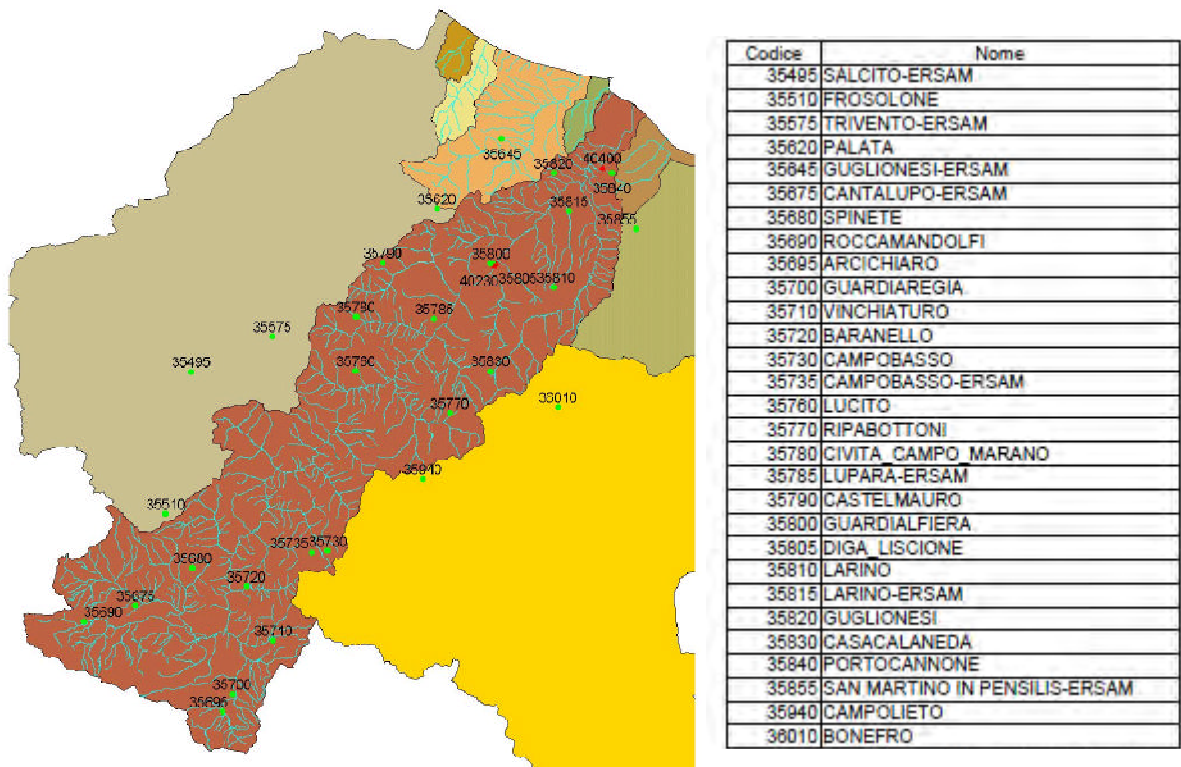 35645
35820
40400
35840
35620
35815
35855
35790
35800
40230 35805 35810
35780
35785
35575
35495
35760
35830
35770
36010
35940
35510
35735 35730
35680
35720
35675
35690
35710
35700
35695
Codice Nome
35495 SALCITO-ERSAM
35510 FROSOLONE
35575 TRIVENTO-ERSAM
35620 PALATA
35645 GUGLIONESI-ERSAM
35675 CANTALUPO-ERSAM
35680 SPINETE
35690 ROCCAMANDOLFI
35695 ARCICHIARO
35700 GUARDIAREGIA
35710 VINCHIATURO
35720 BARANELLO
35730 CAMPOBASSO
35735 CAMPOBASSO-ERSAM
35760 LUCITO
35770 RIPABOTTONI
35780 CIVITA_CAMPO_MARANO
35785 LUPARA-ERSAM
35790 CASTELMAURO
35800 GUARDIALFIERA
35805 DIGA_LISCIONE
35810 LARINO
35815 LARINO-ERSAM
35820 GUGLIONESI
35830 CASACALANEDA
35840 PORTOCANNONE
35855 SAN MARTINO IN PENSILIS-ERSAM
35940 CAMPOLIETO
36010 BONEFRO